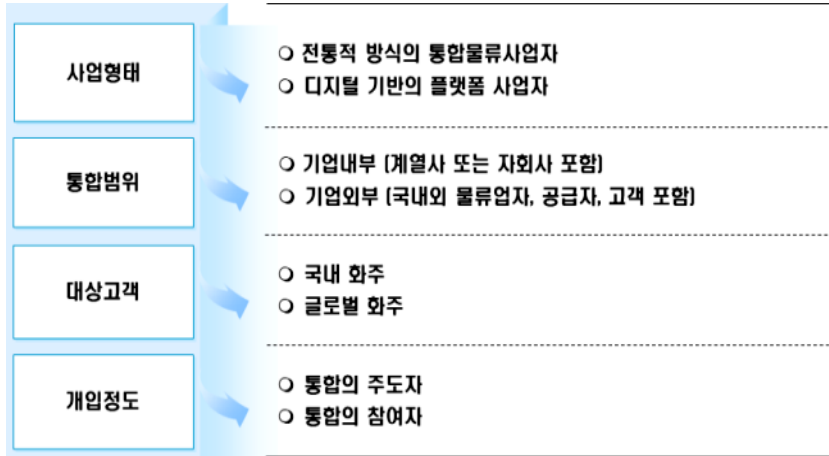 사업형태
○ 전통적 방식의 통합물류사업자
○ 디지털 기반의 플랫폼 사업자
통합범위
○ 기업내부 (계열사 또는 자회사 포함)
○ 기업외부 (국내외 물류업자, 공급자, 고객 포함)
대상고객
○ 국내 화주
○ 글로벌 화주
개입정도
○ 통합의 주도자
○ 통합의 참여자